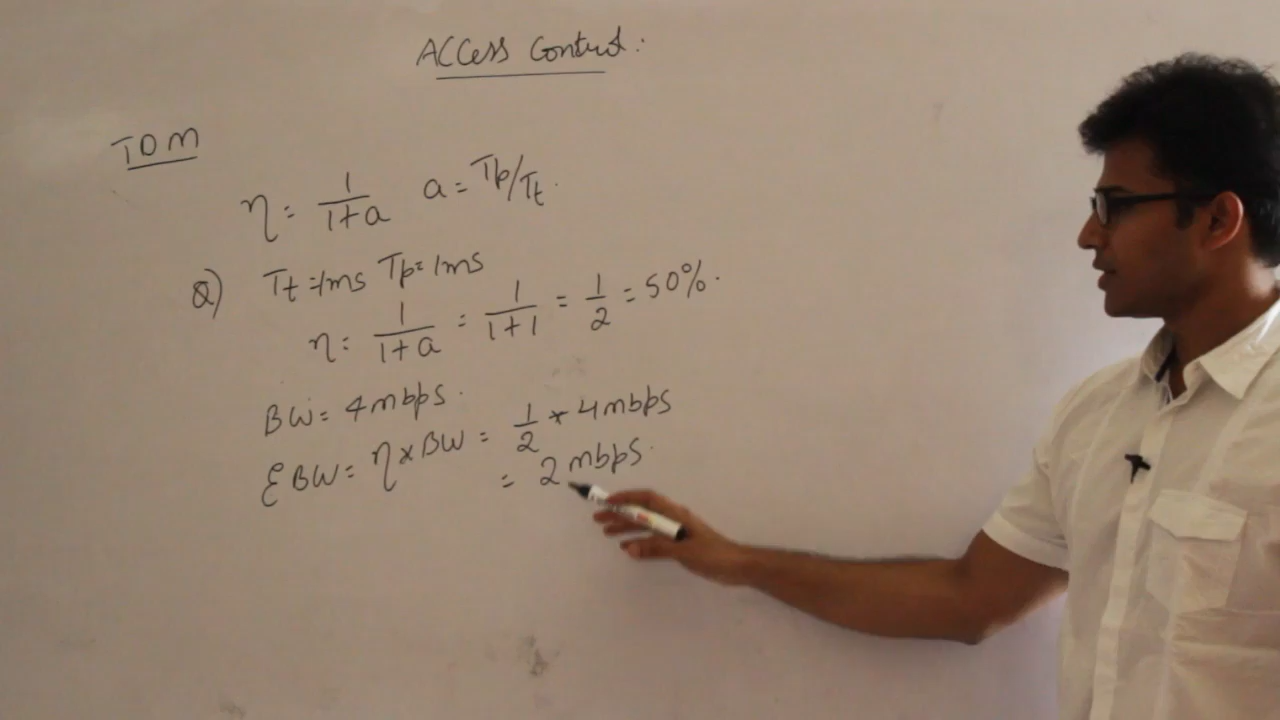 ACCess Control:
TDM
η = 1/(1+a) a = Tp/Tt.
Q) Tt = 1ms Tp = 1ms
η = 1/(1+a) = 1/(1+1) = 1/2 = 50%.
BW = 4mbps.
EBW = η × BW = 1/2 * 4mbps
= 2mbps.